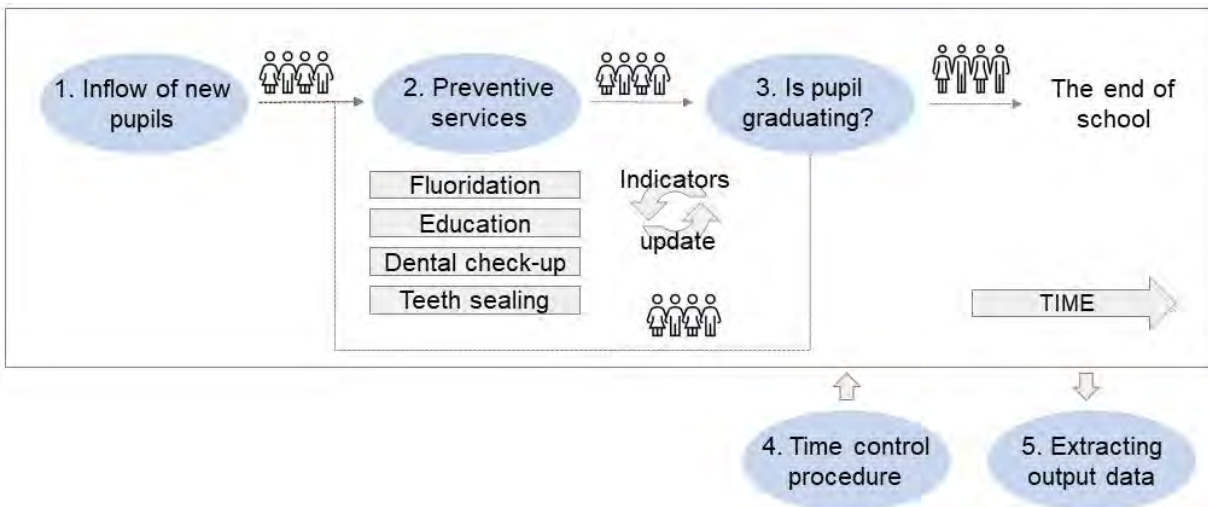 1. Inflow of new
pupils
2. Preventive
services
3. Is pupil
graduating?
The end of
school
Fluoridation
Education
Dental check-up
Teeth sealing
Indicators
update
TIME
4. Time control
procedure
5. Extracting
output data